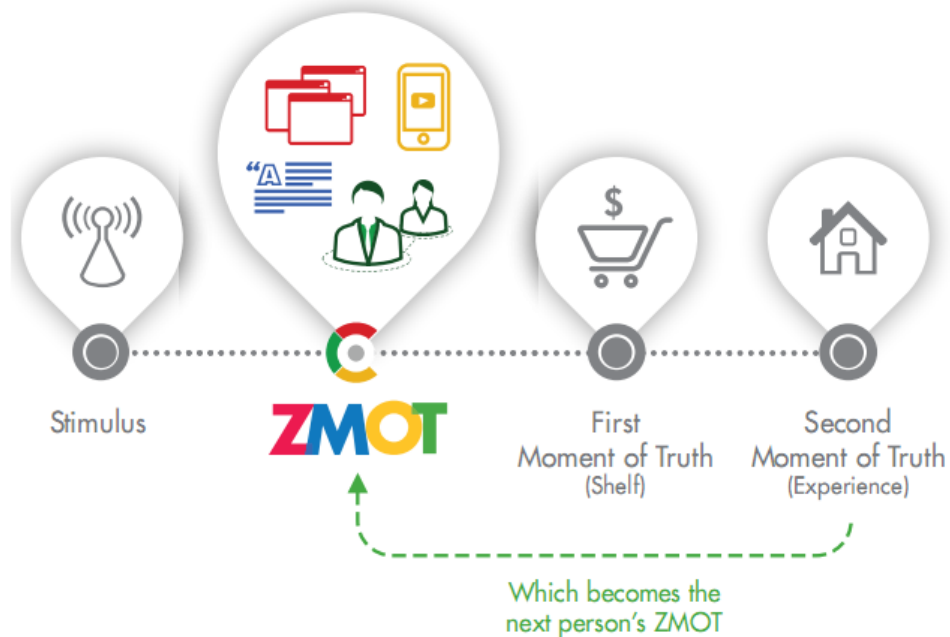 “A
$
Stimulus
ZMOT
First
Moment of Truth
(Shelf)
Second
Moment of Truth
(Experience)
Which becomes the
next person's ZMOT